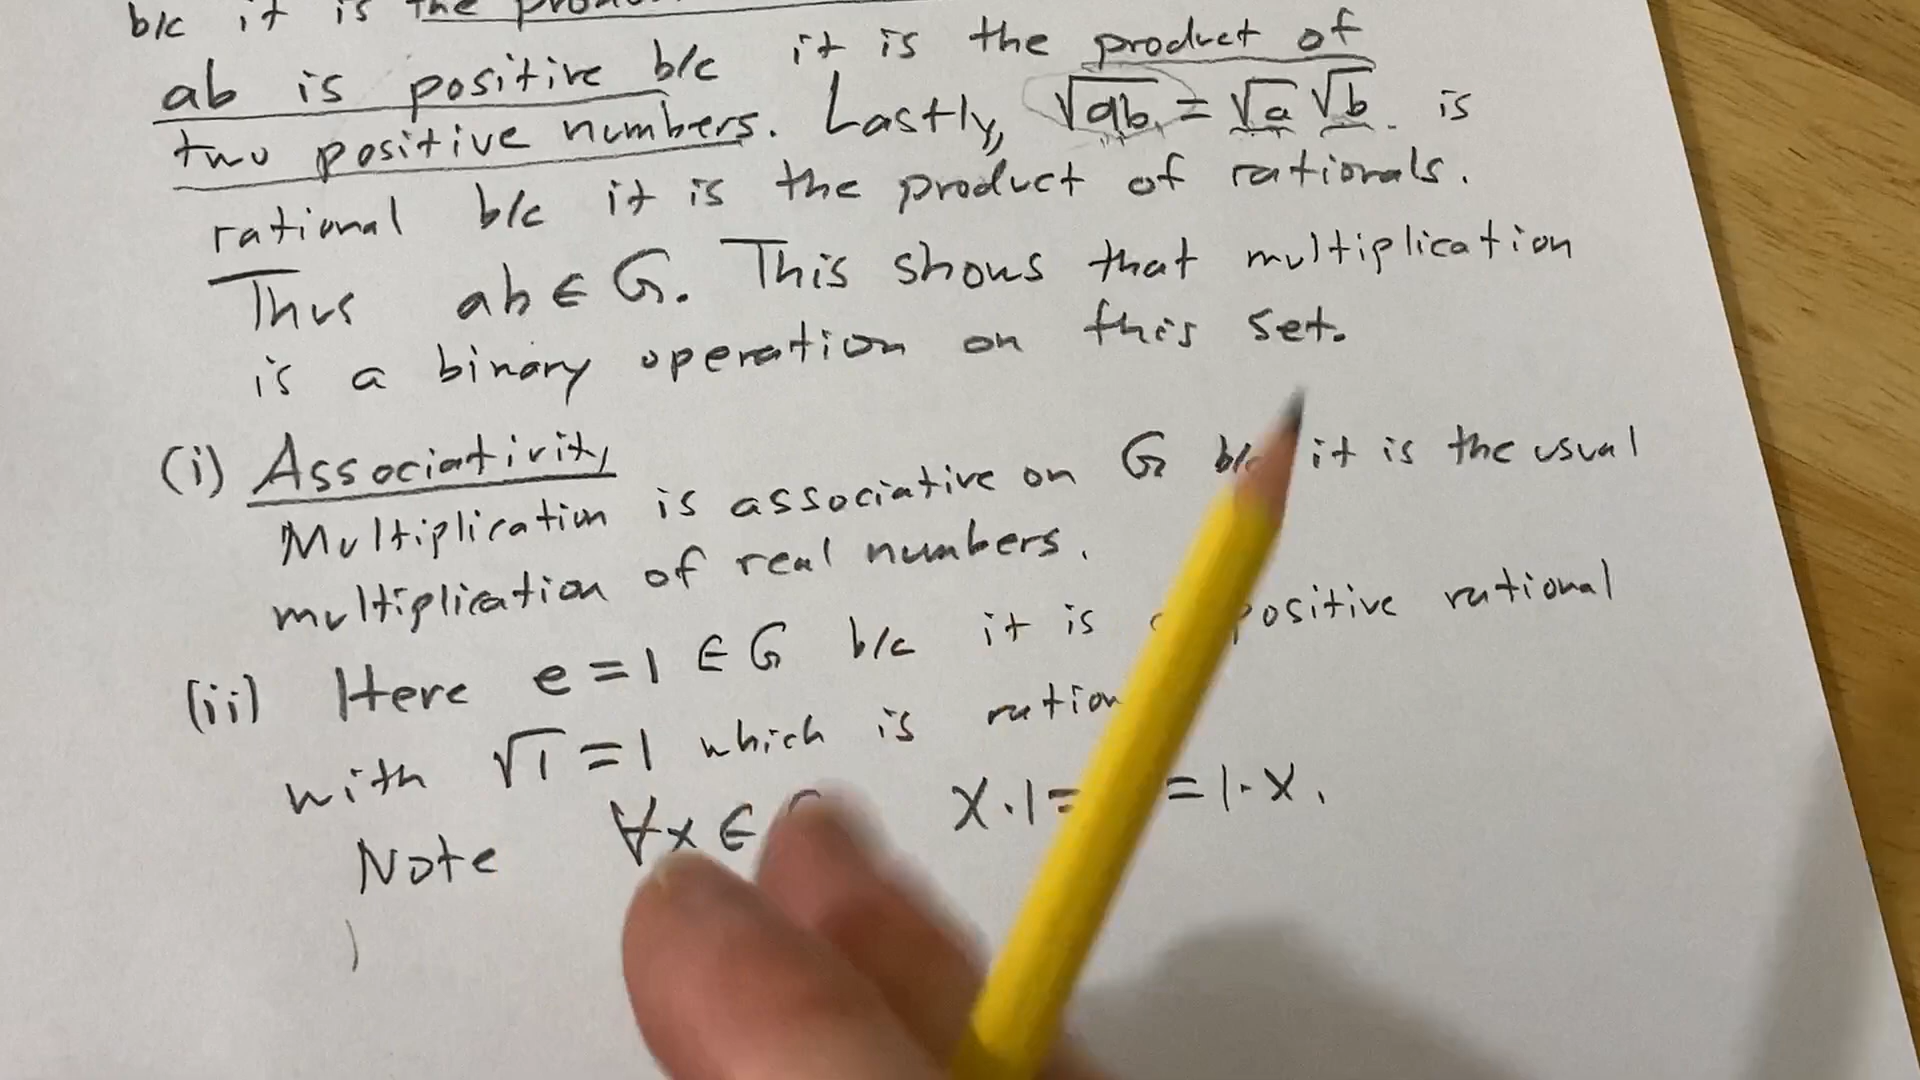 b/c it is the
ab is positive b/c it is the product of
two positive numbers. Lastly, √ab = √a √b is
rational b/c it is the product of rationals.
Thus ab ∈ G. This shows that multiplication
is a binary operation on this set.
(i) Associativity
Multiplication is associative on G b/c it is the usual
multiplication of real numbers.
(ii) Here e = 1 ∈ G b/c it is positive rational
with √1 = 1 which is
Note ∀x ∈ x·1= =1·x.